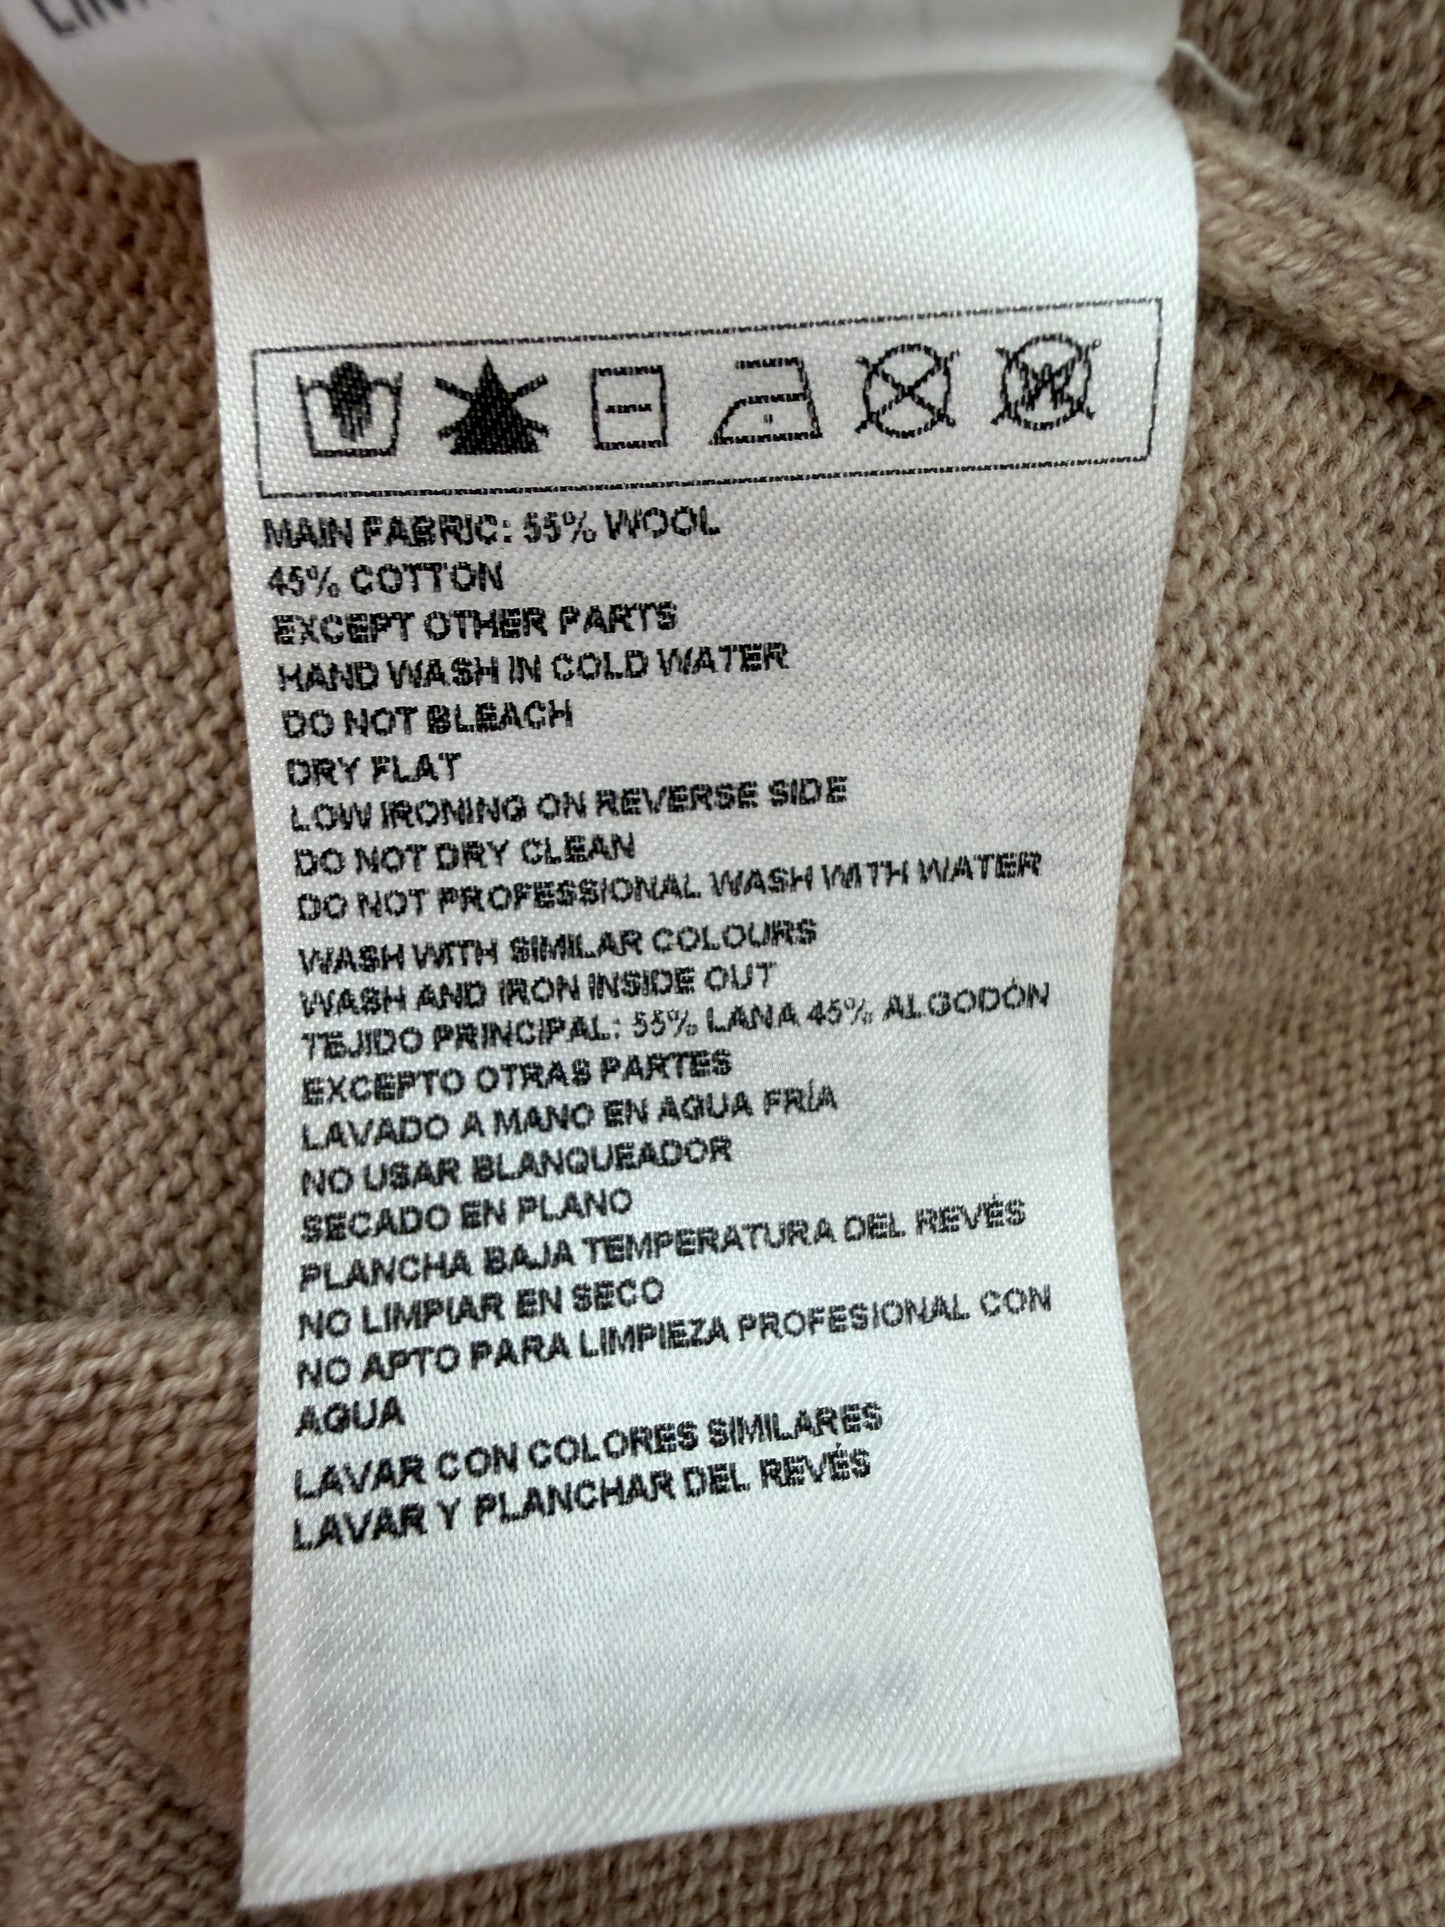 MAIN FABRIC: 55% WOOL
45% COTTON
EXCEPT OTHER PARTS
HAND WASH IN COLD WATER
DO NOT BLEACH
DRY FLAT
LOW IRONING ON REVERSE SIDE
DO NOT DRY CLEAN
DO NOT PROFESSIONAL WASH WITH WATER
WASH WITH SIMILAR COLOURS
WASH AND IRON INSIDE OUT
TEJIDO PRINCIPAL: 55% LANA 45% ALGODÓN
EXCEPTO OTRAS PARTES
LAVADO A MANO EN AGUA FRÍA
NO USAR BLANQUEADOR
SECADO EN PLANO
PLANCHA BAJA TEMPERATURA DEL REVÉS
NO LIMPIAR EN SECO
NO APTO PARA LIMPIEZA PROFESIONAL CON
AGUA
LAVAR CON COLORES SIMILARES
LAVAR Y PLANCHAR DEL REVÉS